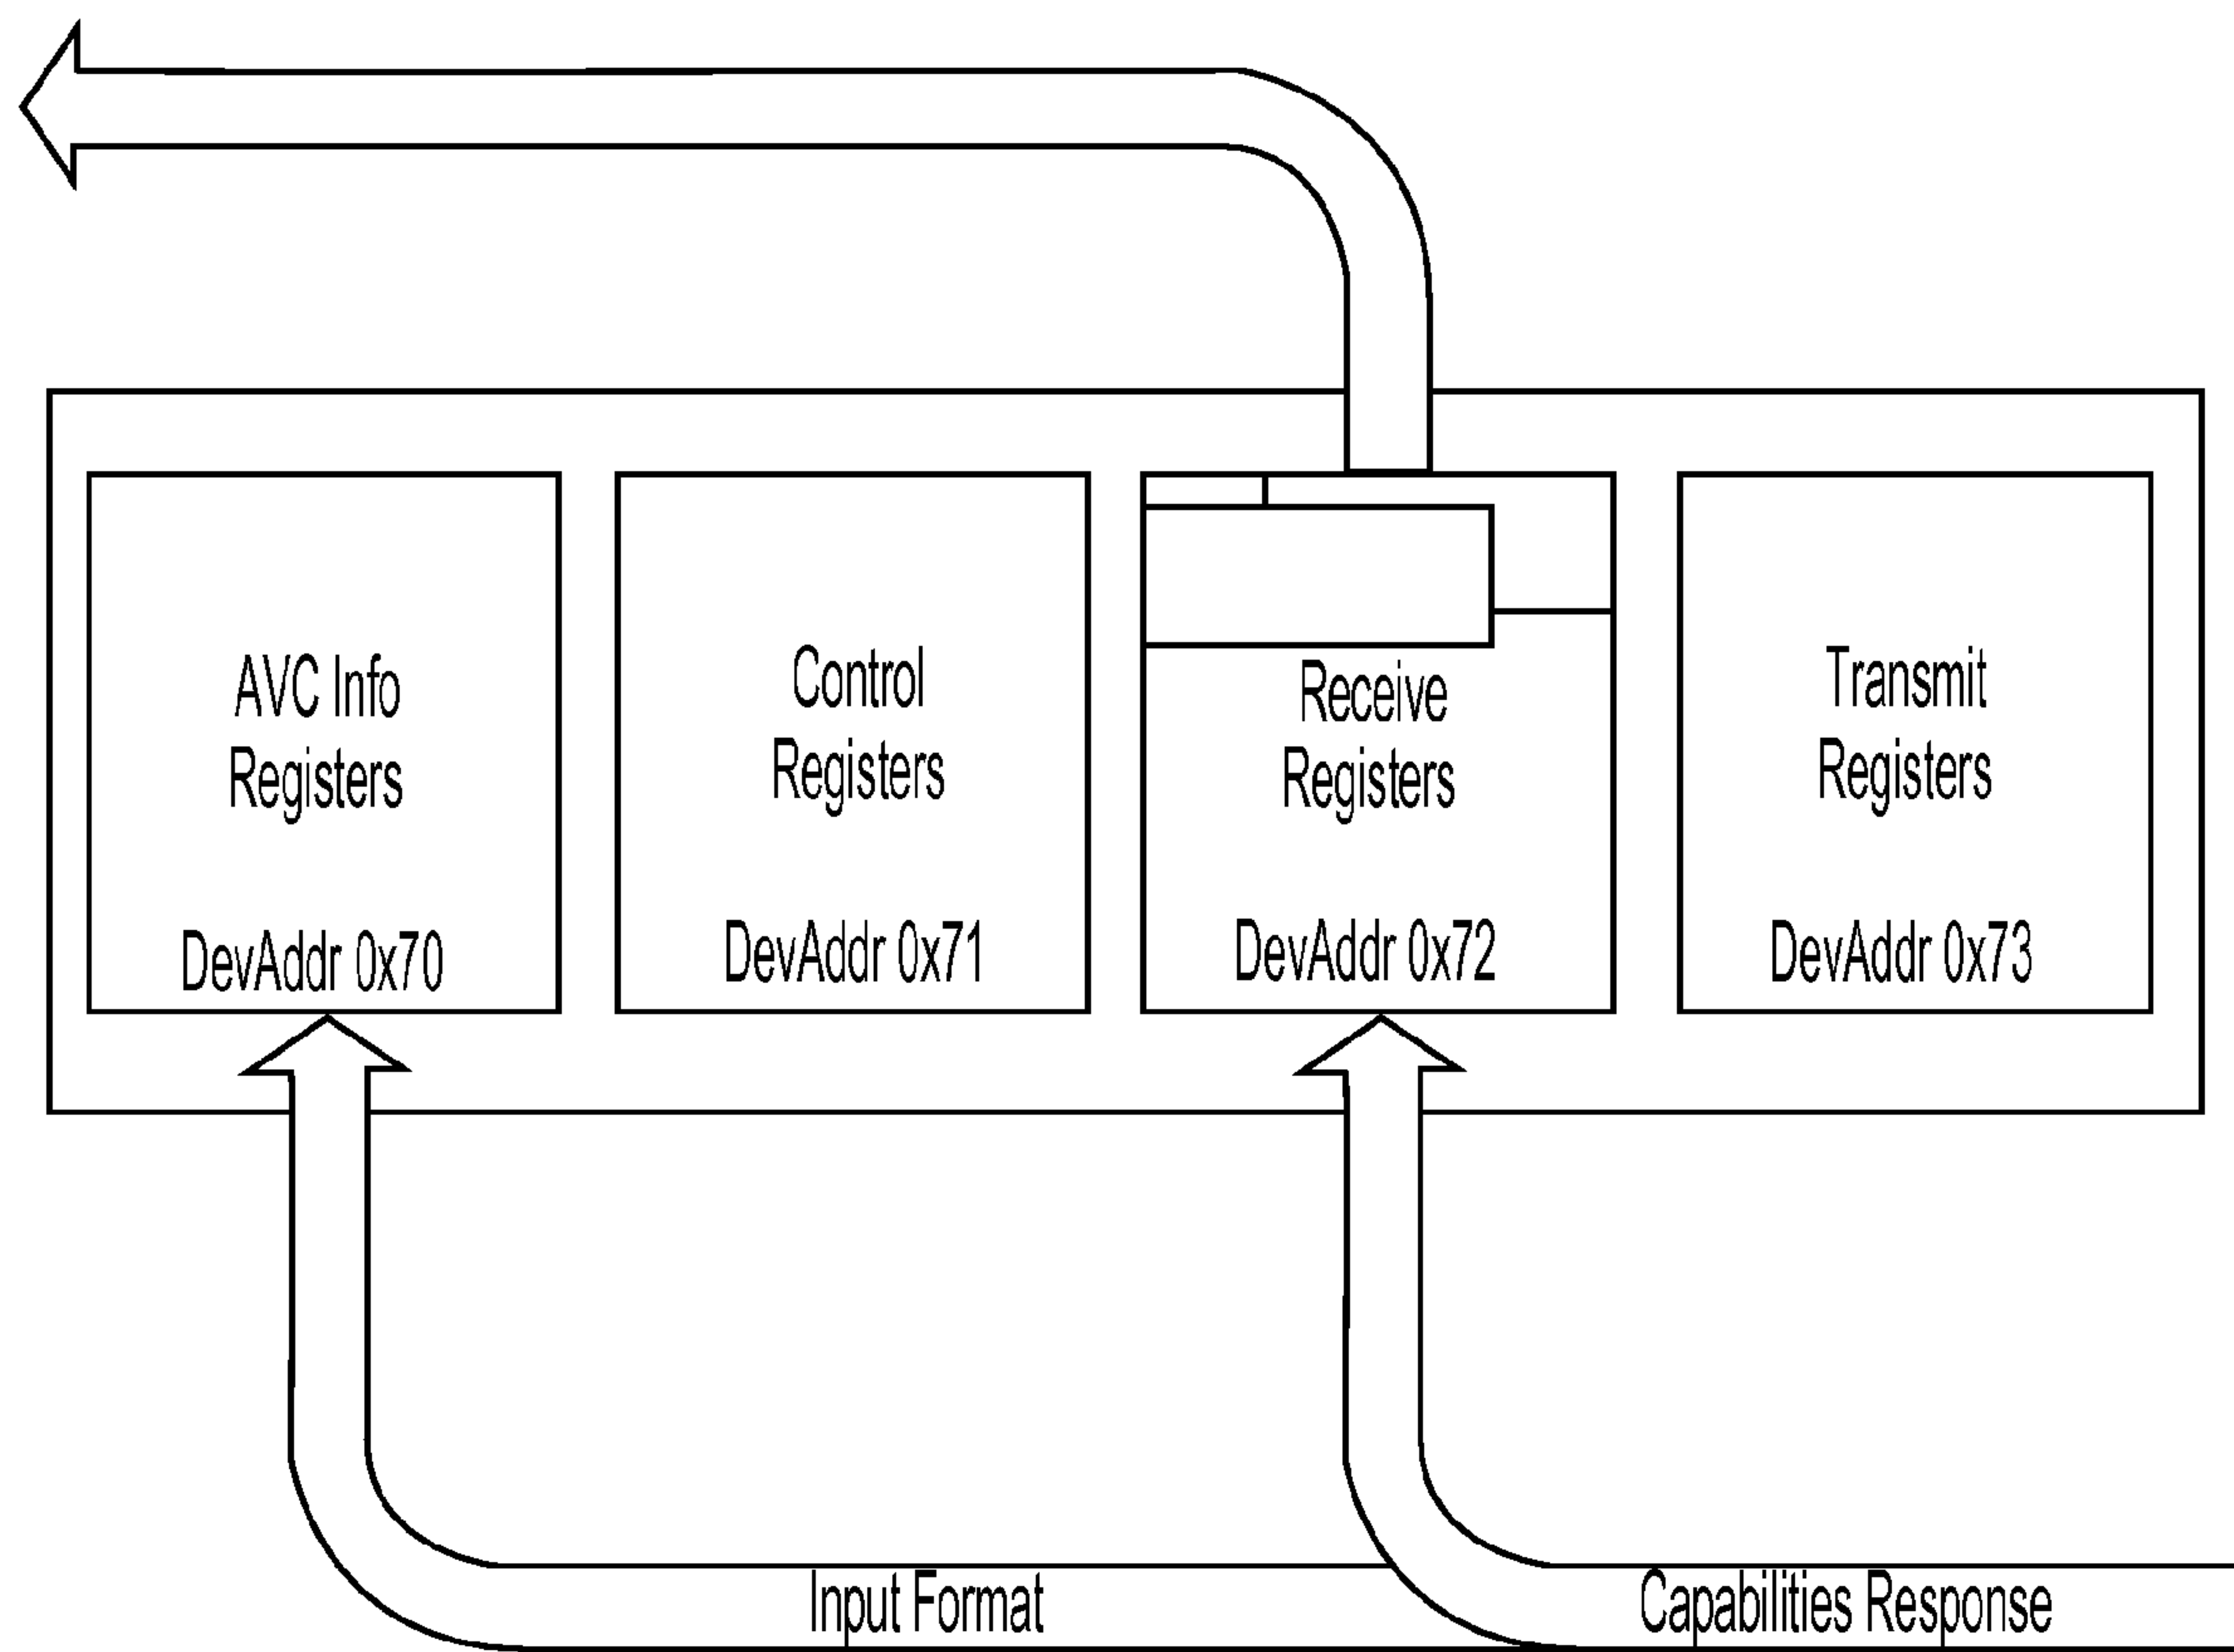 AVC Info
Registers
DevAddr 0x70
Control
Registers
DevAddr 0x71
Receive
Registers
DevAddr 0x72
Transmit
Registers
DevAddr 0x73
Input Format
Capabilities Response